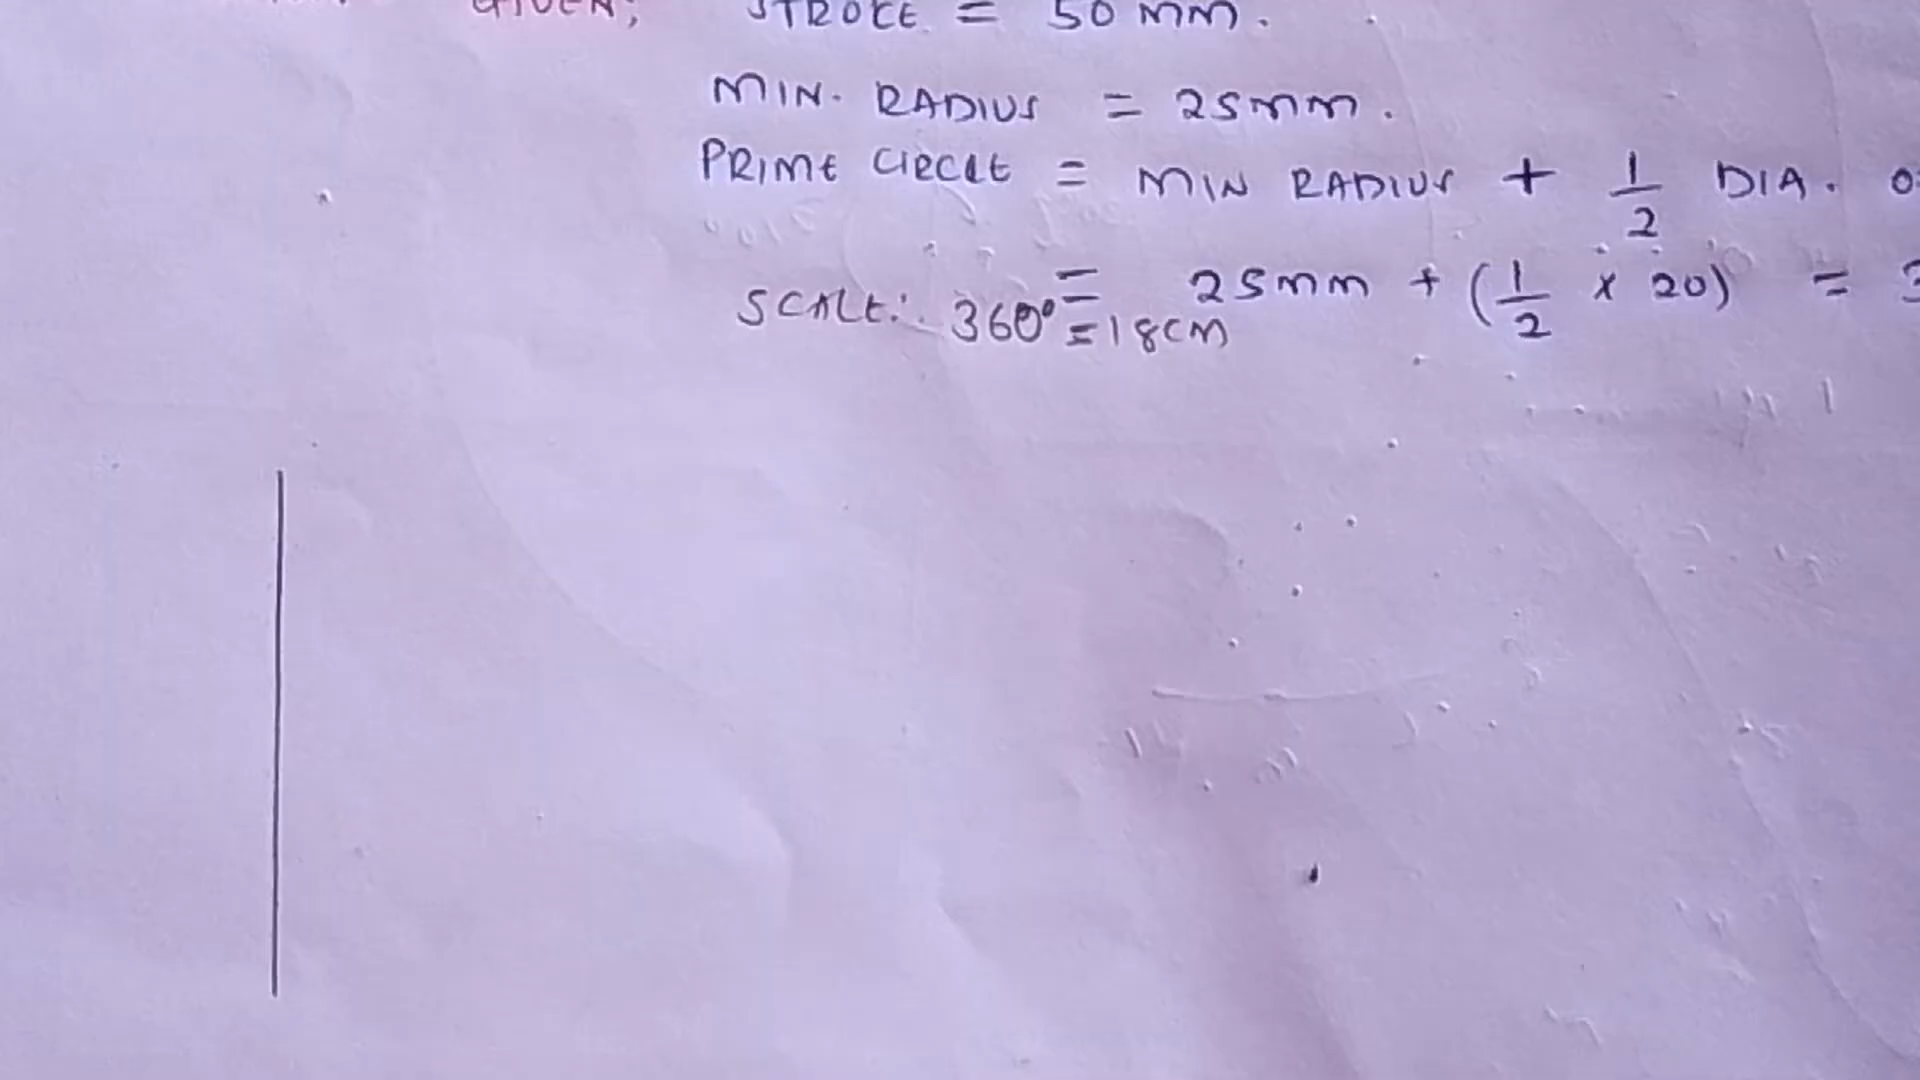 GIVEN; STROKE = 50 MM.
MIN. RADIUS = 25mm.
PRIME CIRCLE = MIN RADIUS + 1/2 DIA.
= 25mm + (1/2 x 20) =
SCALE: 360° = 18CM